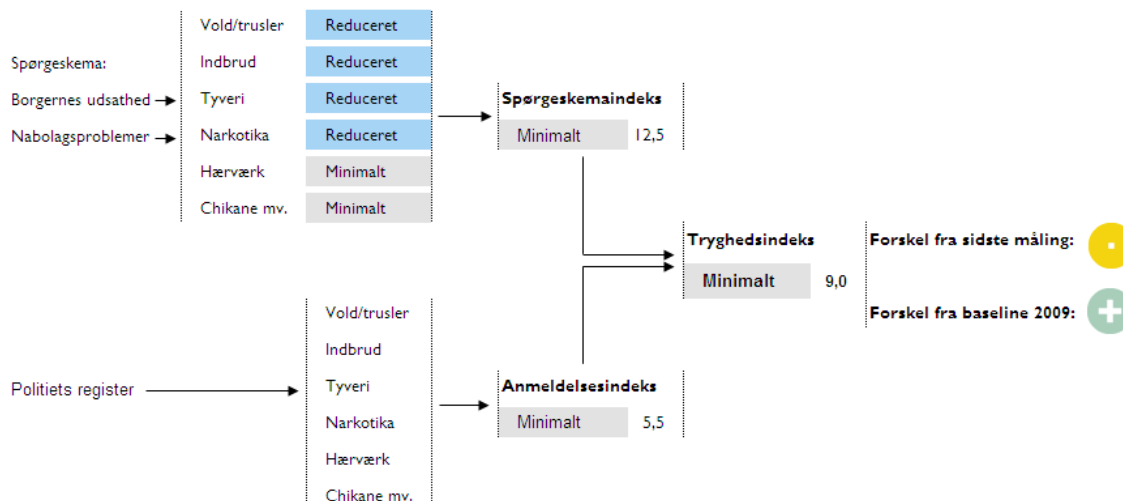 Vold/trusler Reduceret
Spørgeskema: Indbrud Reduceret
Borgernes udsathed Tyveri Reduceret
Nabolagsproblemer Narkotika Reduceret
Hærværk Minimalt
Chikane mv. Minimalt
Spørgeskemaindeks
Minimalt 12,5
Tryghedsindeks
Minimalt 9,0
Forskel fra sidste måling:
Forskel fra baseline 2009:
Politiets register
Vold/trusler
Indbrud
Tyveri
Narkotika
Hærværk
Chikane mv.
Anmeldelsesindeks
Minimalt 5,5